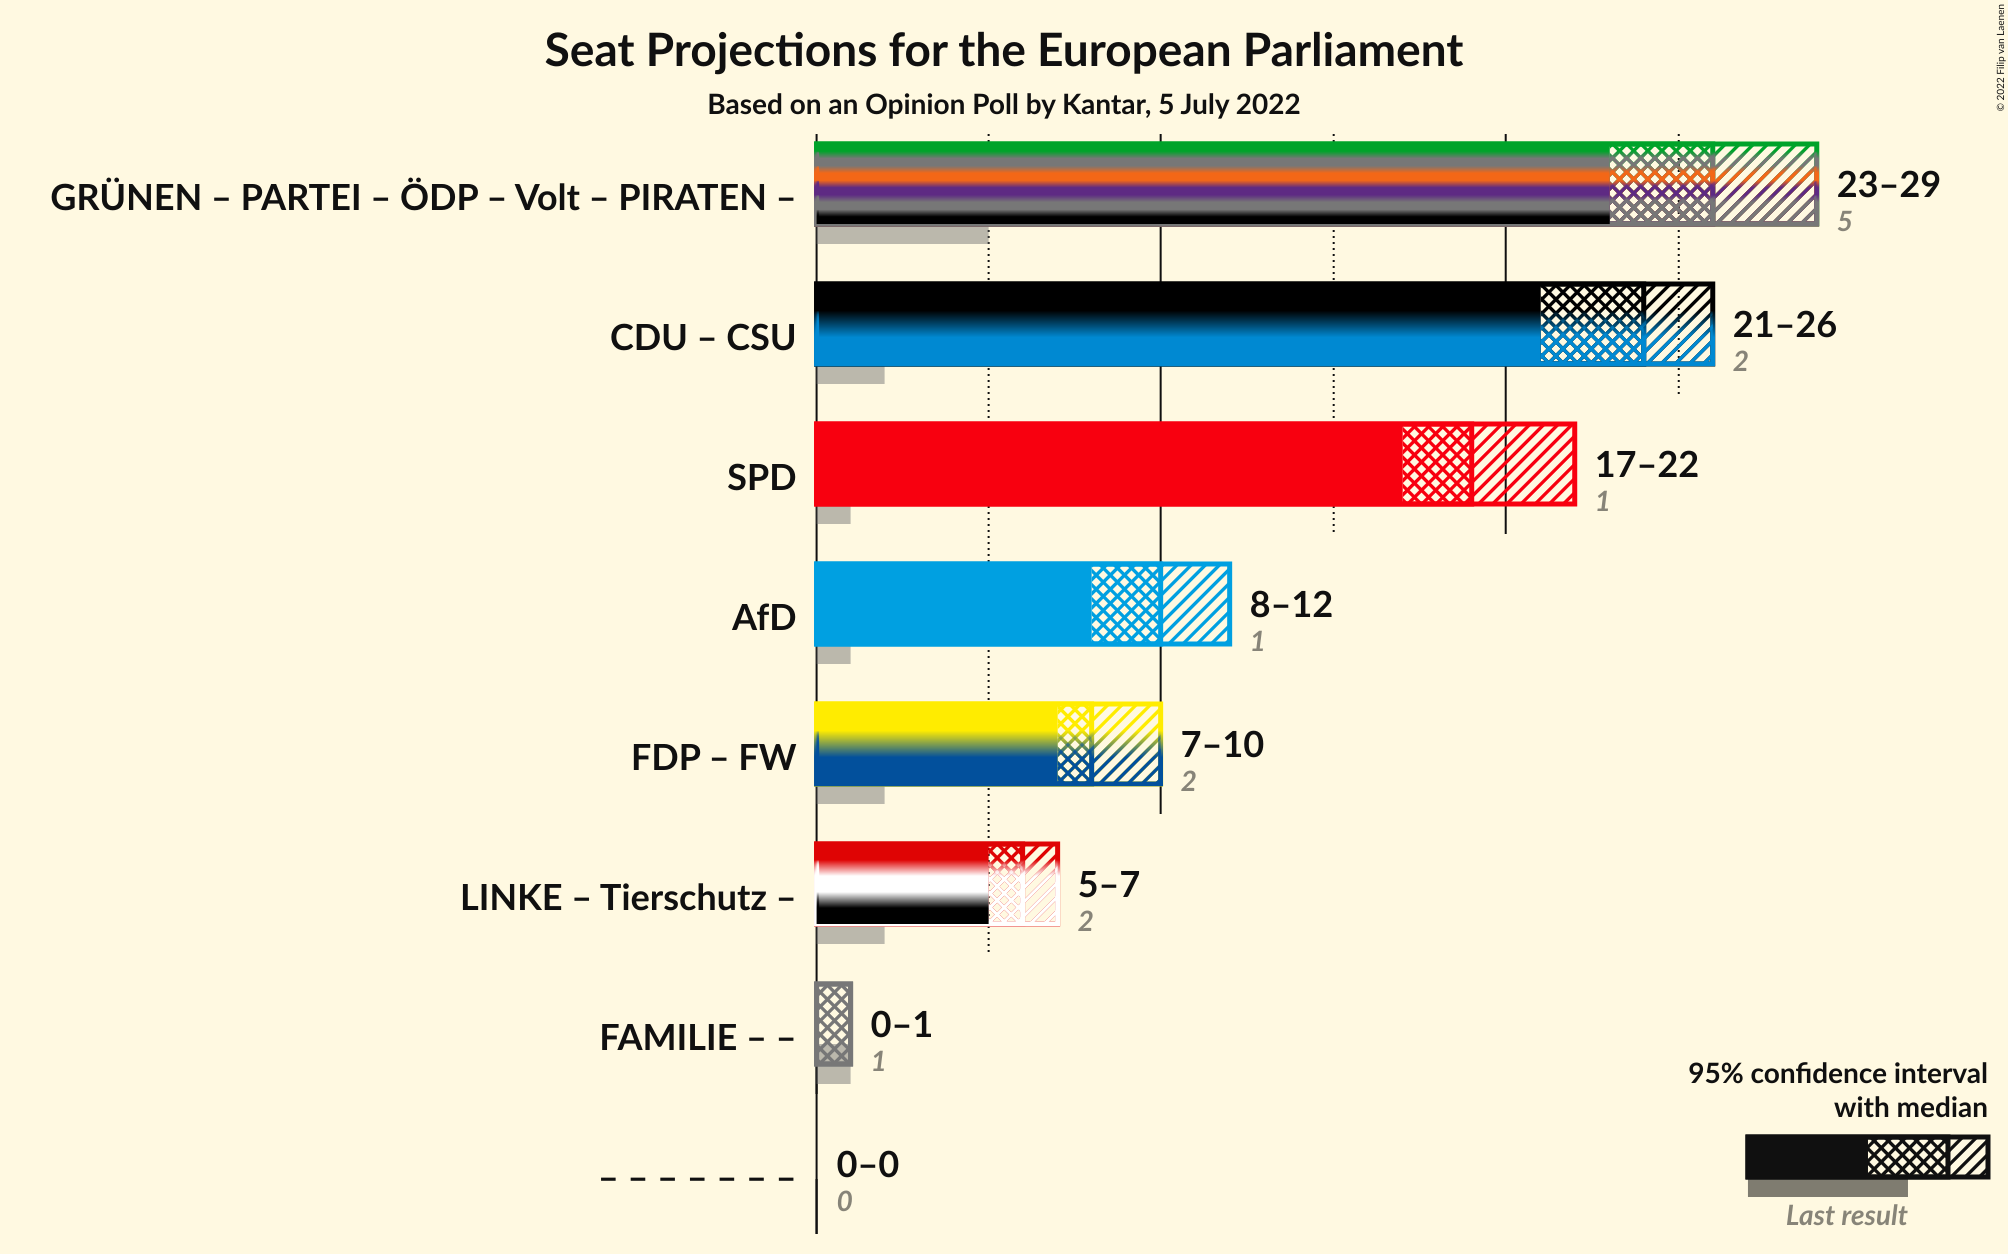 Seat Projections for the European Parliament
Based on an Opinion Poll by Kantar, 5 July 2022
© 2022 Filip van Laenen
GRÜNEN – PARTEI – ÖDP – Volt – PIRATEN –
23–29
5
CDU – CSU
21–26
2
SPD
17–22
1
AfD
8–12
1
FDP – FW
7–10
2
LINKE – Tierschutz –
5–7
2
FAMILIE – –
0–1
1
– – – – – – –
0–0
0
95% confidence interval
with median
Last result